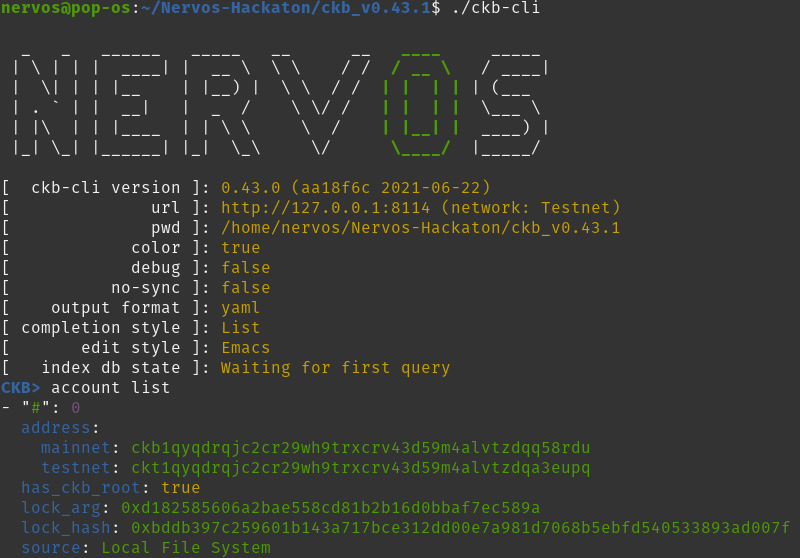 nervos@pop-os:~/Nervos-Hackaton/ckb_v0.43.1$ ./ckb-cli
NERVOS
[  ckb-cli version ]: 0.43.0 (aa18f6c 2021-06-22)
[              url ]: http://127.0.0.1:8114 (network: Testnet)
[              pwd ]: /home/nervos/Nervos-Hackaton/ckb_v0.43.1
[            color ]: true
[            debug ]: false
[          no-sync ]: false
[    output format ]: yaml
[ completion style ]: List
[       edit style ]: Emacs
[   index db state ]: Waiting for first query
CKB> account list
- "#": 0
  address:
    mainnet: ckb1qyqdrqjc2cr29wh9trxcrv43d59m4alvtzdqq58rdu
    testnet: ckt1qyqdrqjc2cr29wh9trxcrv43d59m4alvtzdqa3eupq
  has_ckb_root: true
  lock_arg: 0xd182585606a2bae558cd81b2b16d0bbaf7ec589a
  lock_hash: 0xbddb397c259601b143a717bce312dd00e7a981d7068b5ebfd540533893ad007f
  source: Local File System